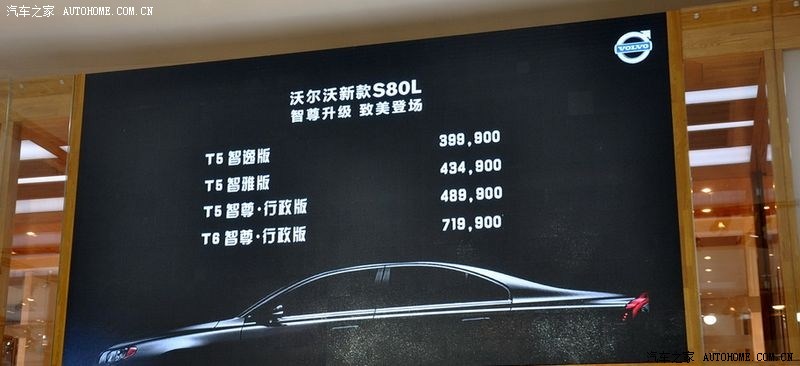 汽车之家 AUTOHOME.COM.CN
VOLVO
沃尔沃新款S80L
智尊升级 致美登场
T5 智逸版 399,900
T5 智雅版 434,900
T5 智尊·行政版 489,900
T6 智尊·行政版 719,900
汽车之家 AUTOHOME.COM.CN